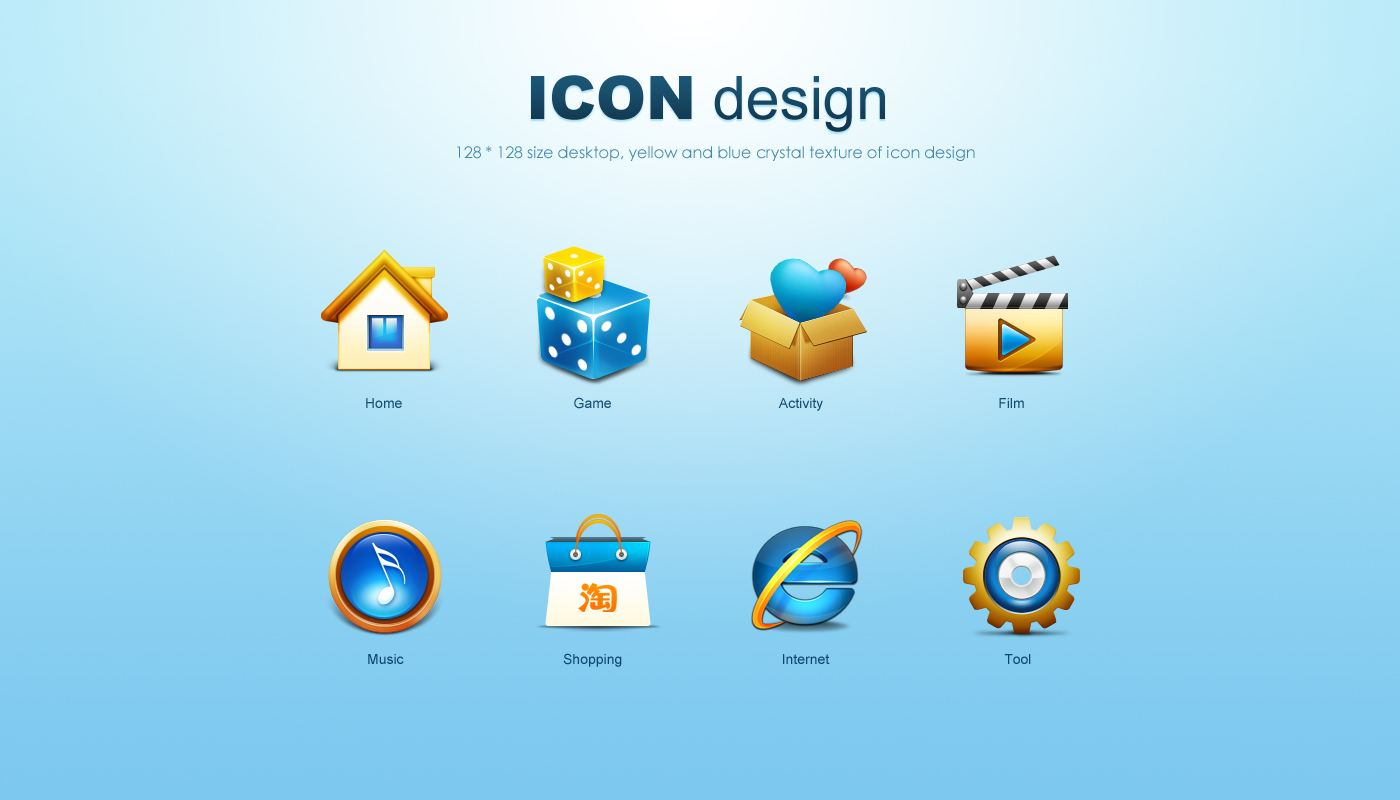 ICON design
128 * 128 size desktop, yellow and blue crystal texture of icon design
Home
Game
Activity
Film
淘
Music
Shopping
Internet
Tool